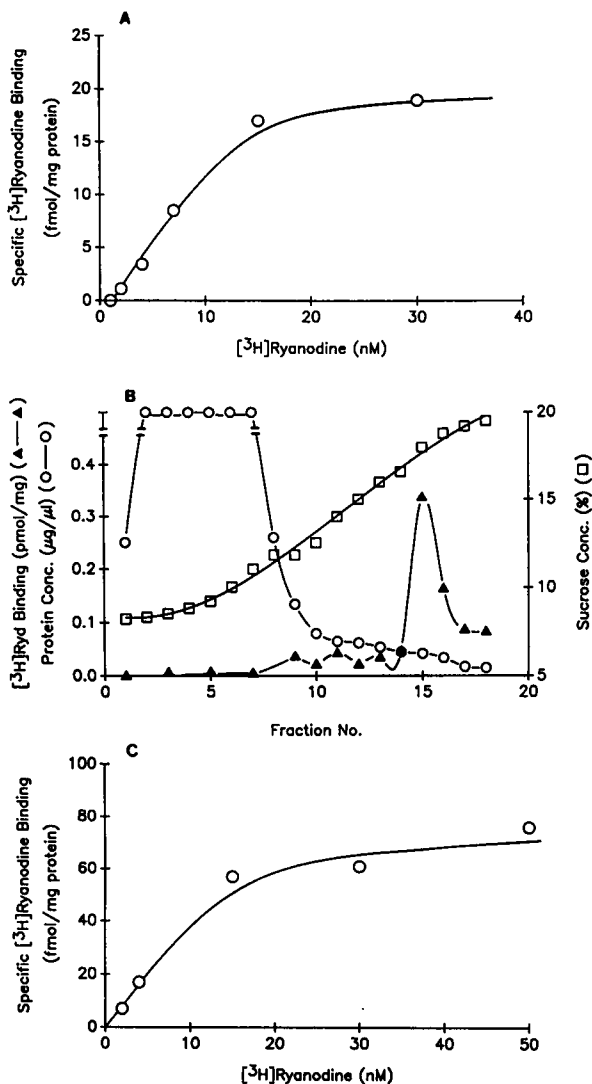 A
Specific [³H]Ryanodine Binding
(fmol/mg protein)
25
20
15
10
5
0
0 10 20 30 40
[³H]Ryanodine (nM)
B
[³H]Ryd Binding (pmol/mg) (▲—▲)
Protein Conc. (µg/µl) (○—○)
0.4
0.3
0.2
0.1
0.0
20
15
10
5
Sucrose Conc. (%) (□)
0 5 10 15 20
Fraction No.
C
Specific [³H]Ryanodine Binding
(fmol/mg protein)
100
80
60
40
20
0
0 10 20 30 40 50
[³H]Ryanodine (nM)